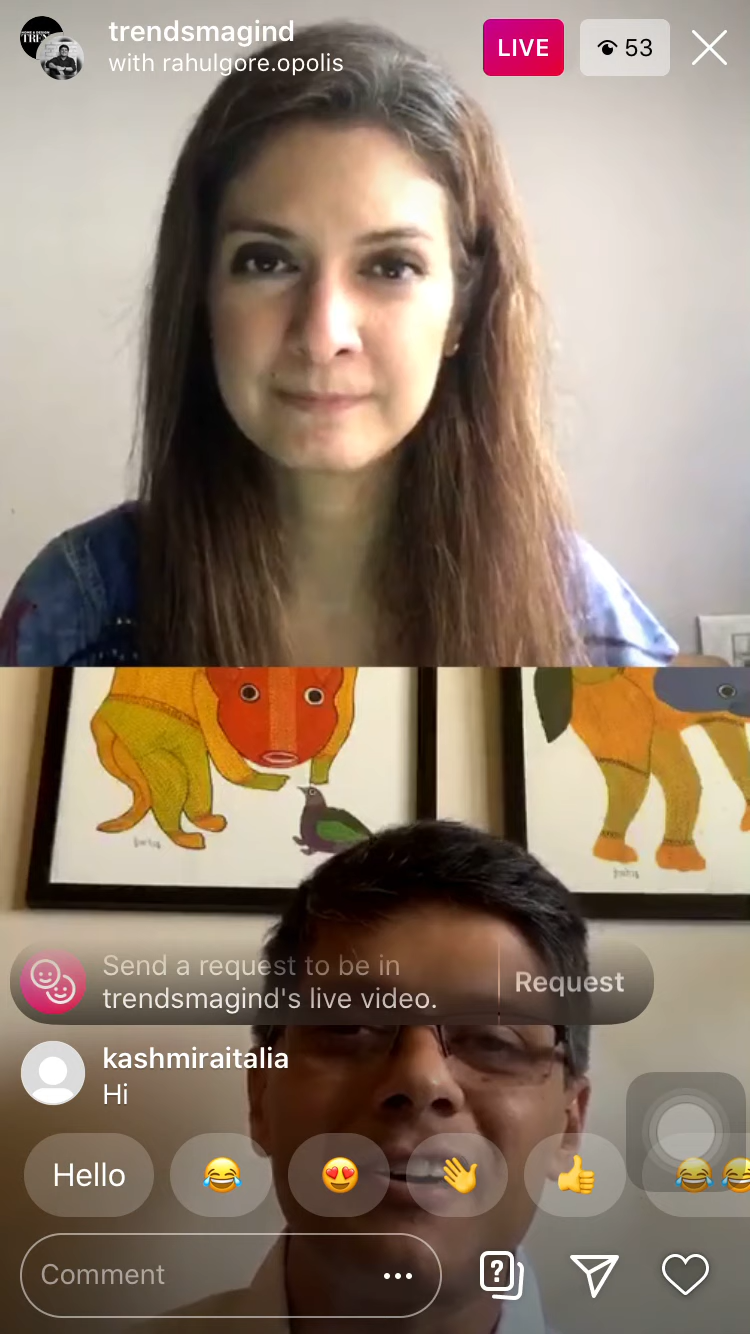 trendsmagind
with rahulgore.opolis
LIVE
53
Send a request to be in
trendsmagind's live video.
Request
kashmiraitalia
Hi
Hello
Comment